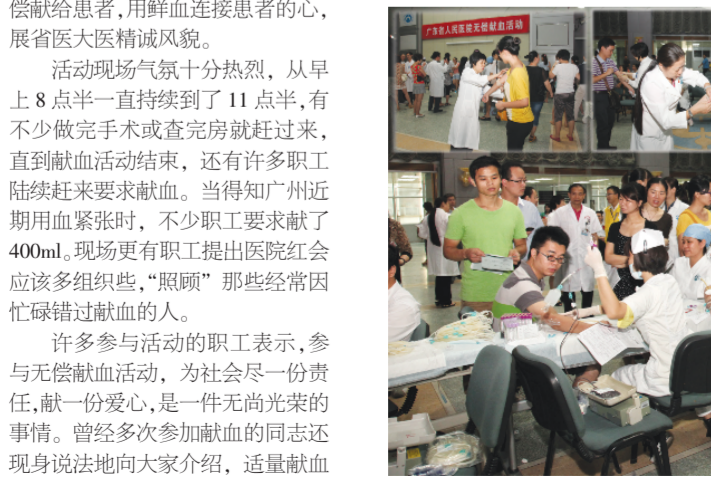 偿献给患者，用鲜血连接患者的心，
展省医大医精诚风貌。
活动现场气氛十分热烈，从早
上 8 点半一直持续到了 11 点半，有
不少做完手术或查完房就赶过来，
直到献血活动结束，还有许多职工
陆续赶来要求献血。当得知广州近
期用血紧张时，不少职工要求献了
400ml。现场更有职工提出医院红会
应该多组织些，“照顾”那些经常因
忙碌错过献血的人。
许多参与活动的职工表示，参
与无偿献血活动，为社会尽一份责
任，献一份爱心，是一件无尚光荣的
事情。曾经多次参加献血的同志还
现身说法地向大家介绍，适量献血
广东省人民医院无偿献血活动